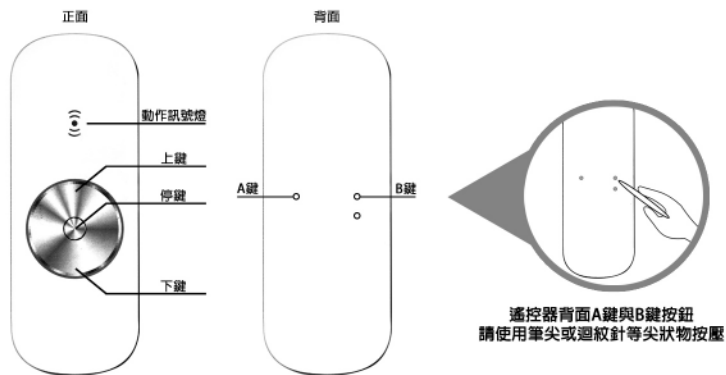 正面
背面
動作訊號燈
上鍵
停鍵
下鍵
A鍵
B鍵
遙控器背面A鍵與B鍵按鈕
請使用筆尖或迴紋針等尖狀物按壓